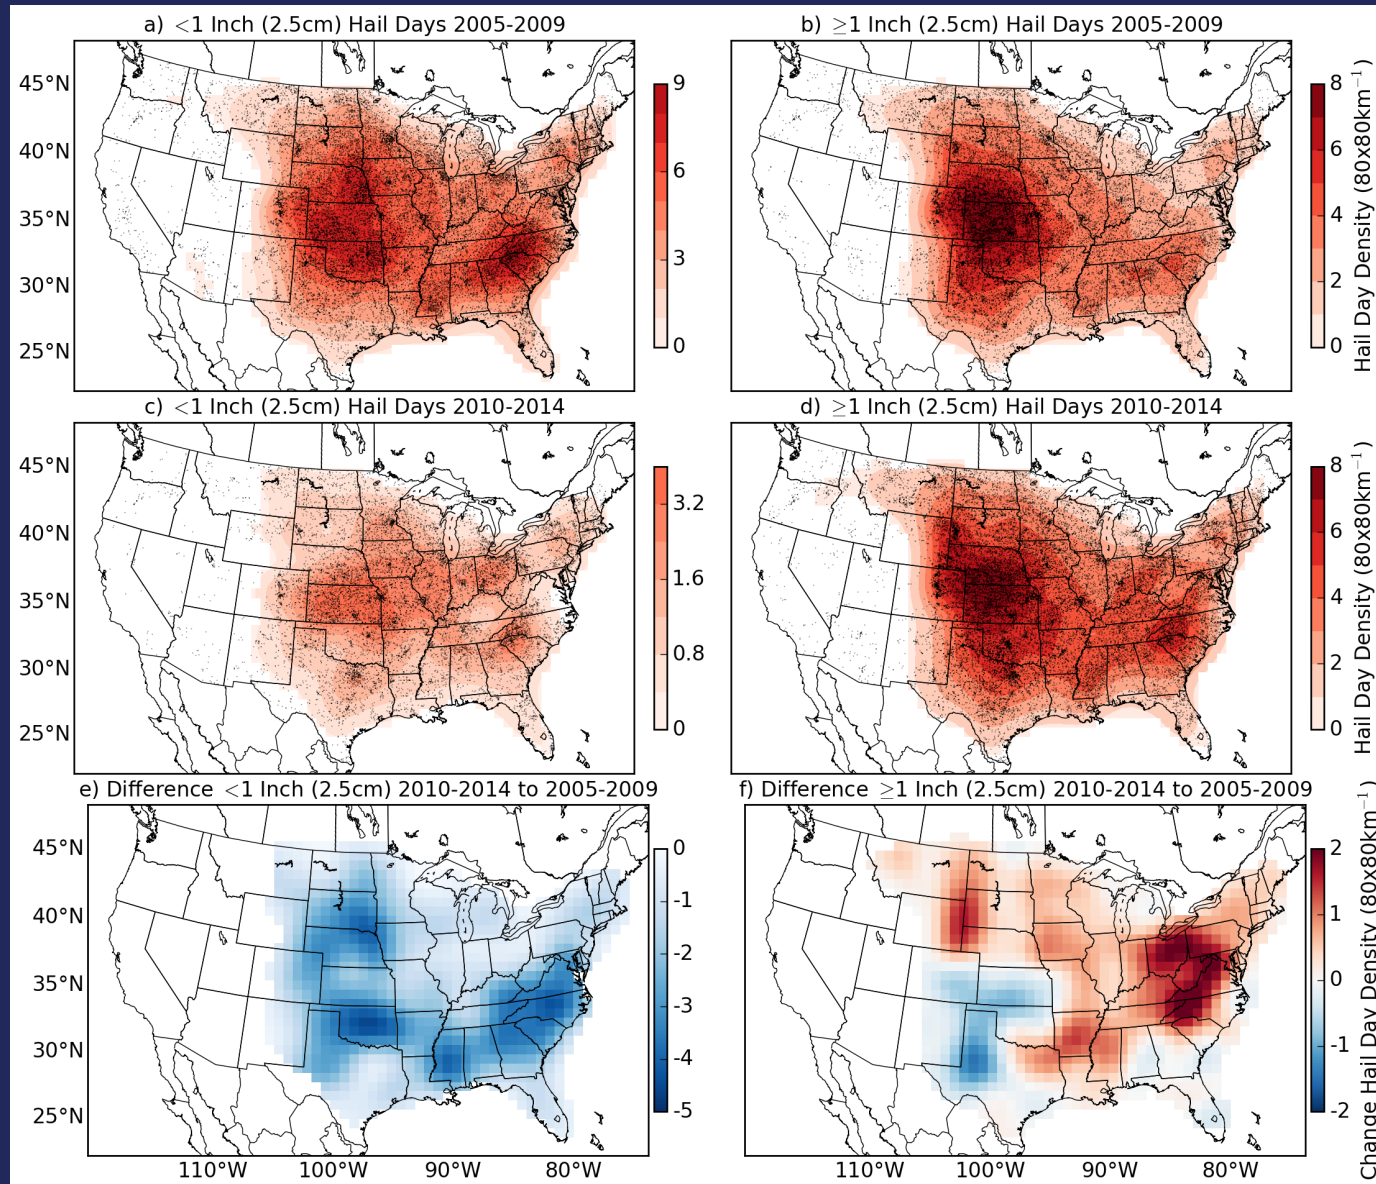 a) <1 Inch (2.5cm) Hail Days 2005-2009
b) ≥1 Inch (2.5cm) Hail Days 2005-2009
45°N
40°N
35°N
30°N
25°N
9
6
3
0
8
6
4
2
0
Hail Day Density (80x80km⁻¹)
c) <1 Inch (2.5cm) Hail Days 2010-2014
d) ≥1 Inch (2.5cm) Hail Days 2010-2014
45°N
40°N
35°N
30°N
25°N
3.2
1.6
0.8
0
8
6
4
2
0
Hail Day Density (80x80km⁻¹)
e) Difference <1 Inch (2.5cm) 2010-2014 to 2005-2009
f) Difference ≥1 Inch (2.5cm) 2010-2014 to 2005-2009
45°N
40°N
35°N
30°N
25°N
0
-1
-2
-3
-4
-5
2
1
0
-1
-2
Change Hail Day Density (80x80km⁻¹)
110°W 100°W 90°W 80°W
110°W 100°W 90°W 80°W